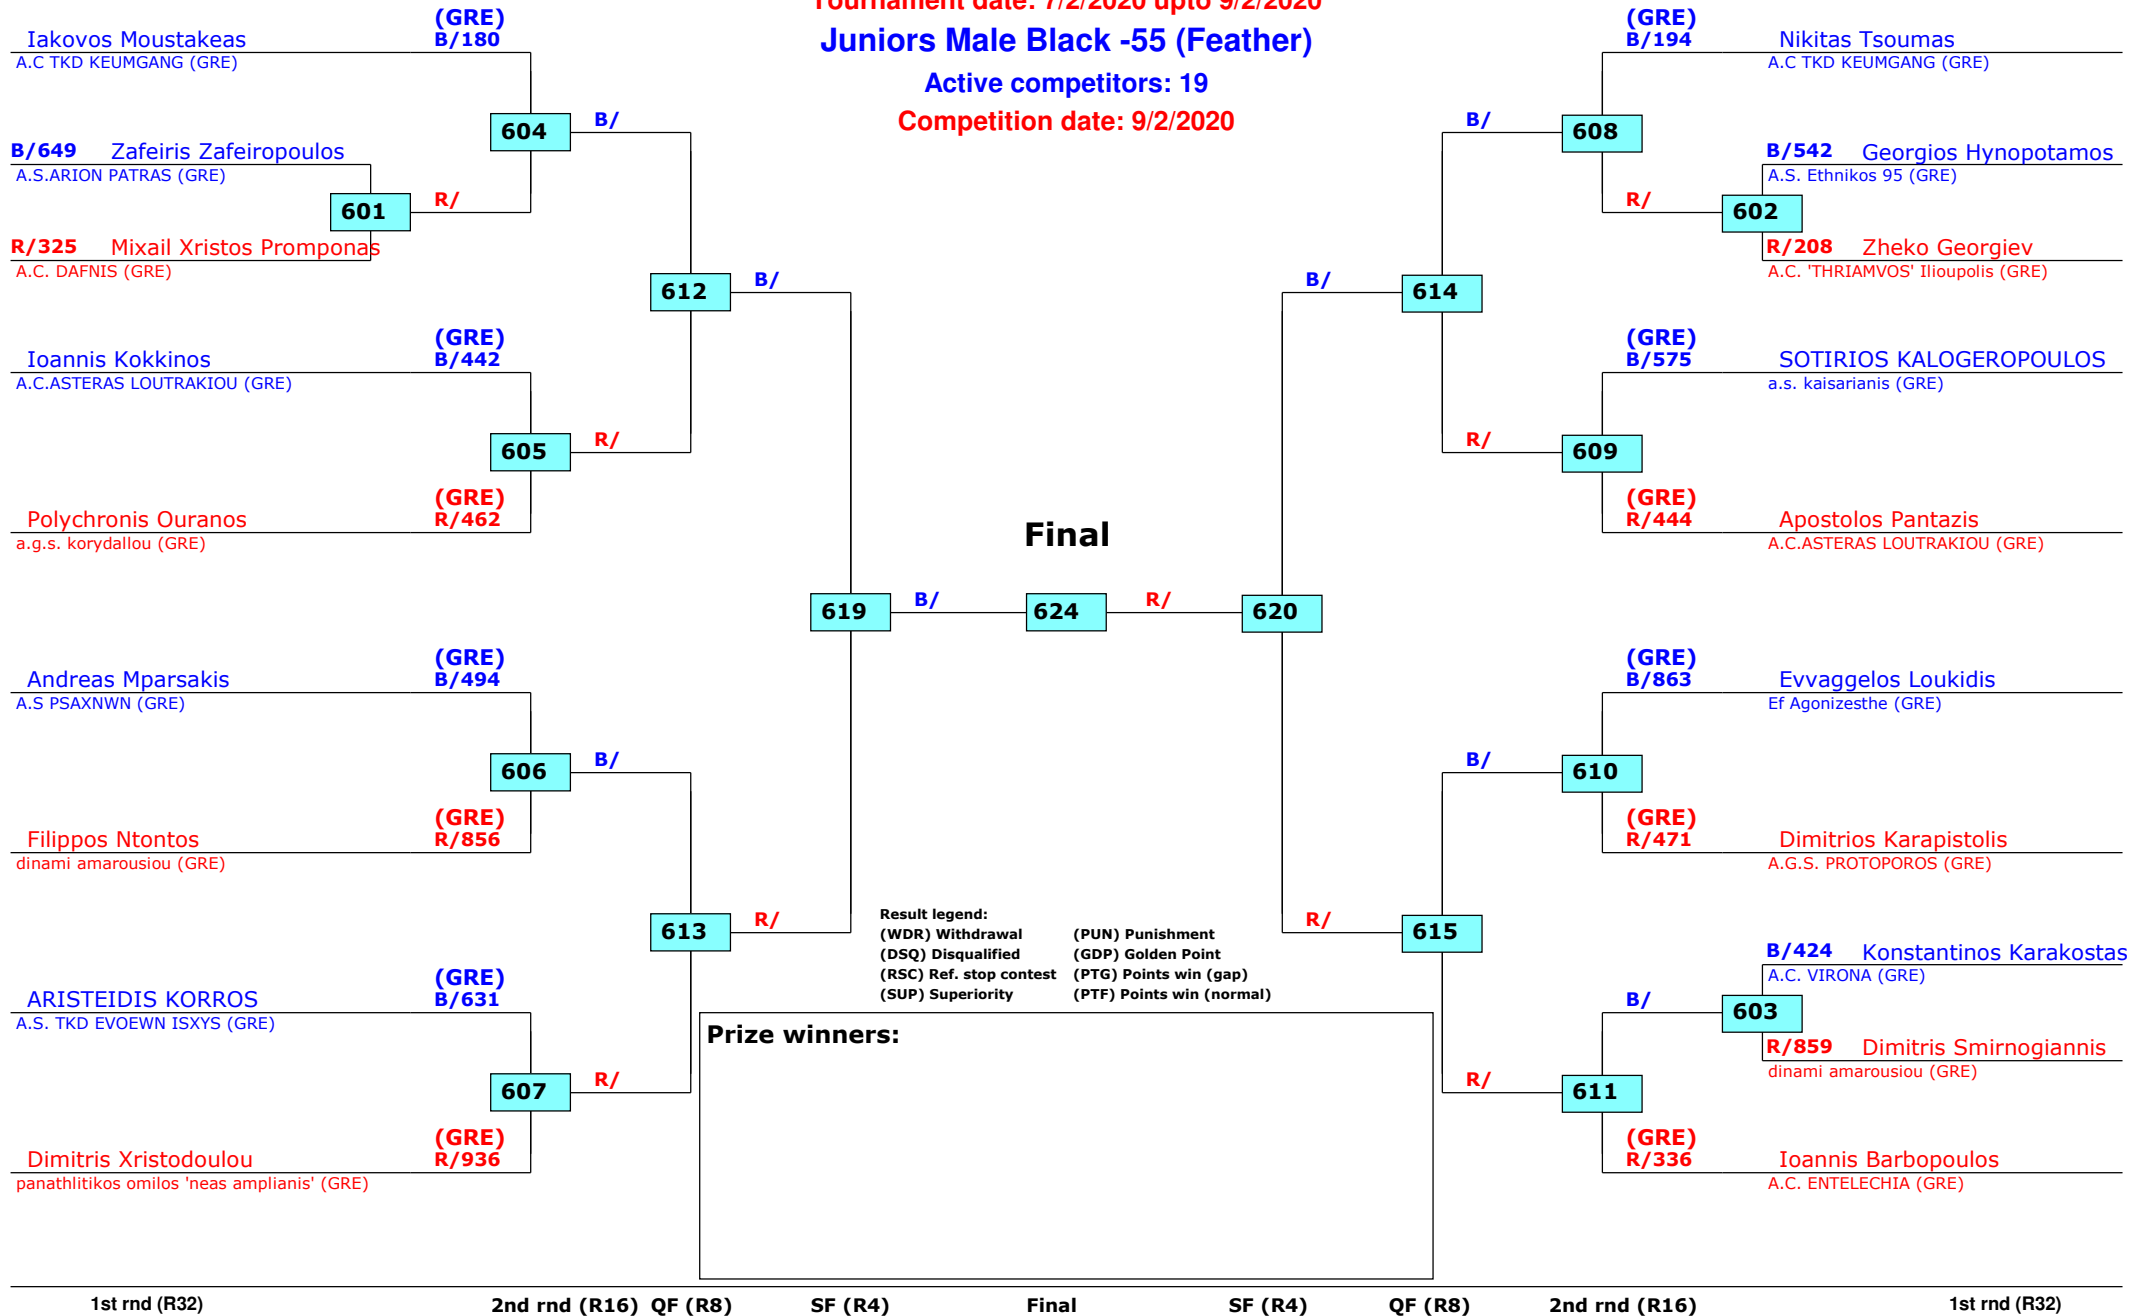 Tournament date: 7/2/2020 upto 9/2/2020
Juniors Male Black -55 (Feather)
Active competitors: 19
Competition date: 9/2/2020
(GRE)
Iakovos Moustakeas B/180
A.C TKD KEUMGANG (GRE)
604
B/
B/649 Zafeiris Zafeiropoulos
A.S.ARION PATRAS (GRE)
601
R/
R/325 Mixail Xristos Promponas
A.C. DAFNIS (GRE)
612
B/
(GRE)
Ioannis Kokkinos B/442
A.C.ASTERAS LOUTRAKIOU (GRE)
605
R/
(GRE)
Polychronis Ouranos R/462
a.g.s. korydallou (GRE)
619
B/
(GRE)
Andreas Mparsakis B/494
A.S PSAXNWN (GRE)
606
B/
(GRE)
Filippos Ntontos R/856
dinami amarousiou (GRE)
613
R/
(GRE)
ARISTEIDIS KORROS B/631
A.S. TKD EVOEWN ISXYS (GRE)
607
R/
(GRE)
Dimitris Xristodoulou R/936
panathlitikos omilos 'neas amplianis' (GRE)
Final
624
R/
620
(GRE)
B/194 Nikitas Tsoumas
A.C TKD KEUMGANG (GRE)
B/
608
B/542 Georgios Hynopotamos
A.S. Ethnikos 95 (GRE)
R/
602
R/208 Zheko Georgiev
A.C. 'THRIAMVOS' Ilioupolis (GRE)
B/
614
(GRE)
B/575 SOTIRIOS KALOGEROPOULOS
a.s. kaisarianis (GRE)
R/
609
(GRE)
R/444 Apostolos Pantazis
A.C.ASTERAS LOUTRAKIOU (GRE)
(GRE)
B/863 Evvaggelos Loukidis
Ef Agonizesthe (GRE)
B/
610
(GRE)
R/471 Dimitrios Karapistolis
A.G.S. PROTOPOROS (GRE)
R/
615
B/424 Konstantinos Karakostas
A.C. VIRONA (GRE)
B/
603
R/859 Dimitris Smirnogiannis
dinami amarousiou (GRE)
R/
611
(GRE)
R/336 Ioannis Barbopoulos
A.C. ENTELECHIA (GRE)
Result legend:
(WDR) Withdrawal (PUN) Punishment
(DSQ) Disqualified (GDP) Golden Point
(RSC) Ref. stop contest (PTG) Points win (gap)
(SUP) Superiority (PTF) Points win (normal)
Prize winners:
1st rnd (R32) 2nd rnd (R16) QF (R8) SF (R4) Final SF (R4) QF (R8) 2nd rnd (R16) 1st rnd (R32)